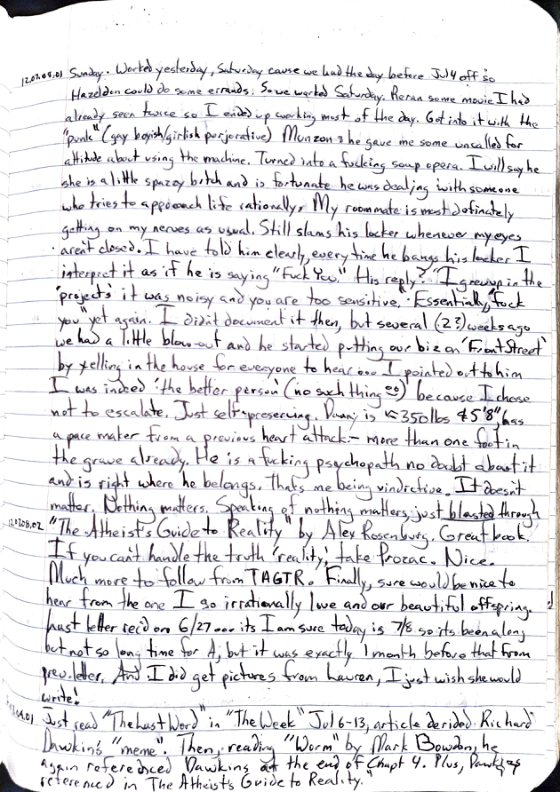 12.07.08.01 Sunday. Worked yesterday, Saturday cause we had the day before Jul 4 off so
Hazeldon could do some errands. So we worked Saturday. Reran some movie I had
already seen twice so I ended up working most of the day. Got into it with the
"punk" (gay boyish/girlish perjorative) Munzon & he gave me some uncalled for
attitude about using the machine. Turned into a fucking soap opera. I will say he
she is a little spazzy bitch and is fortunate he was dealing with someone
who tries to approach life rationally. My roommate is most definately
getting on my nerves as usual. Still slams his locker whenever my eyes
aren't closed. I have told him clearly, every time he bangs his locker I
interpret it as if he is saying "Fuck You." His reply? "I grew up in the
'projects' it was noisy and you are too sensitive." Essentially, "fuck
you" yet again. I didn't document it then, but several (2?) weeks ago
we had a little blow-out and he started putting our biz on 'Front Street'
by yelling in the house for everyone to hear. I pointed out to him
I was indeed 'the better person' (no such thing) because I chose
not to escalate. Just self-preserving. Danny is 350 lbs & 5'8", has
a pace maker from a previous heart attack - more than one foot in
the grave already. He is a fucking psychopath no doubt about it
and is right where he belongs. Thats me being vindictive. It doesn't
matter. Nothing matters. Speaking of nothing matters, just blasted through
12.07.08.02 "The Atheist's Guide to Reality" by Alex Rosenburg. Great book.
If you can't handle the truth 'reality,' take Prozac. Nice.
Much more to follow from TAGTR. Finally, sure would be nice to
hear from the one I so irrationally love and our beautiful offspring.
Last letter rec'd on 6/27... its I am sure today is 7/8 so its been a long
but not so long time for A, but it was exactly 1 month before that from
prev. letter. And I did get pictures from Lauren, I just wish she would
write!
Just read "The Last Word" in "The Week" Jul 6-13, article derided Richard
Dawkin's "meme". Then, reading "Worm" by Mark Bowdon, he
again referenced Dawkins at the end of Chapt 4. Plus, Dawkins
referenced in The Atheist's Guide to Reality."